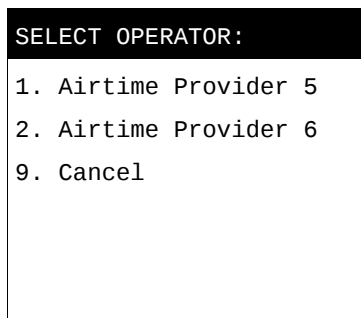 SELECT OPERATOR:
1. Airtime Provider 5
2. Airtime Provider 6
9. Cancel